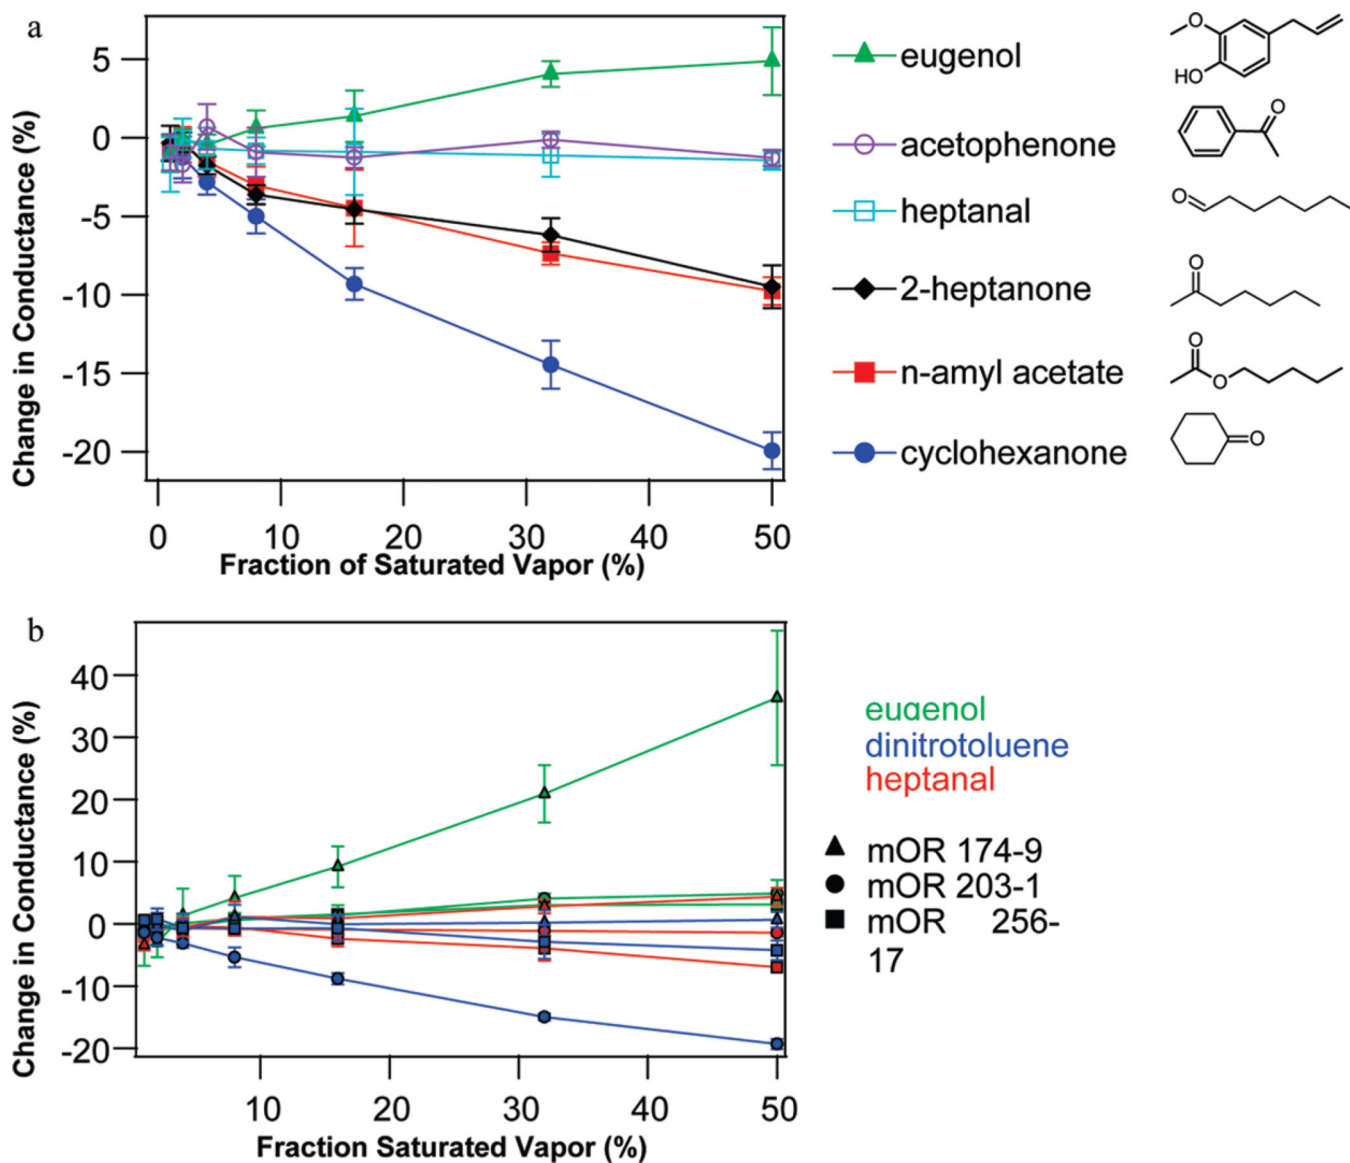 a
5
0
-5
-10
-15
-20
Change in Conductance (%)
0 10 20 30 40 50
Fraction of Saturated Vapor (%)
eugenol
acetophenone
heptanal
2-heptanone
n-amyl acetate
cyclohexanone
O
HO
O
O
O
O
O
O
b
40
30
20
10
0
-10
-20
Change in Conductance (%)
10 20 30 40 50
Fraction Saturated Vapor (%)
eugenol
dinitrotoluene
heptanal
mOR 174-9
mOR 203-1
mOR 256-
17